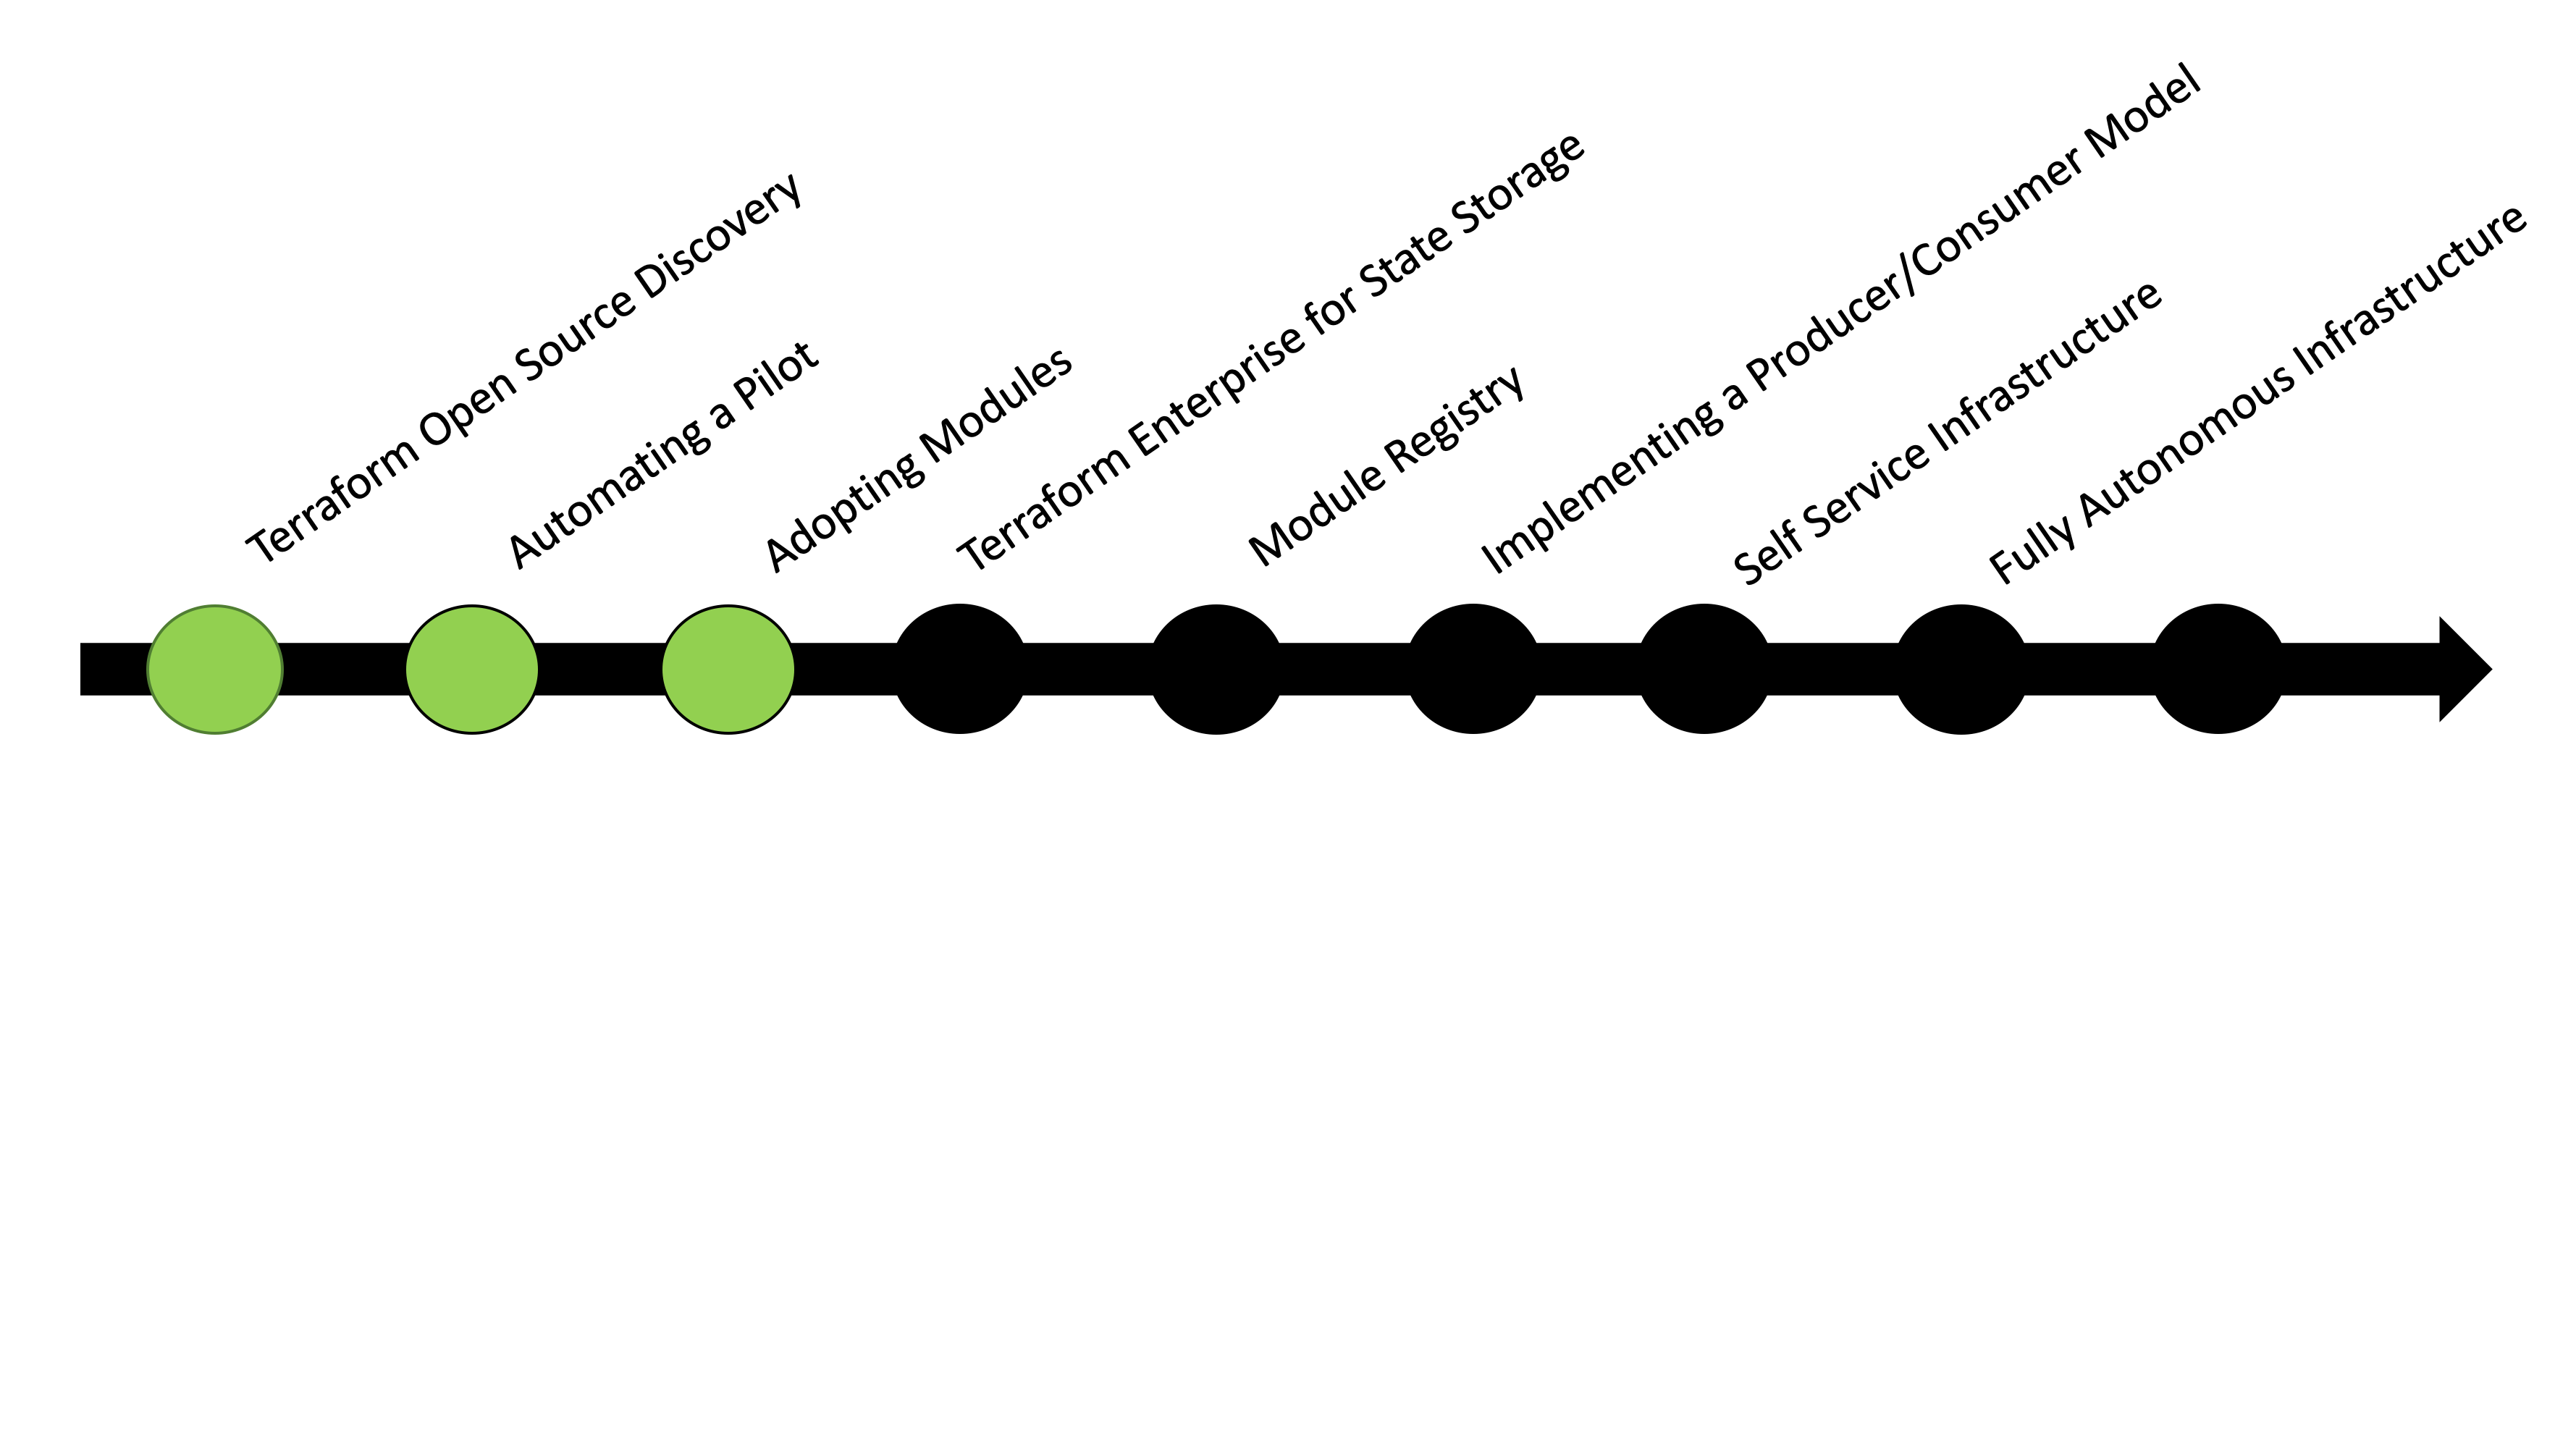 Terraform Open Source Discovery
Automating a Pilot
Adopting Modules
Terraform Enterprise for State Storage
Module Registry
Implementing a Producer/Consumer Model
Self Service Infrastructure
Fully Autonomous Infrastructure